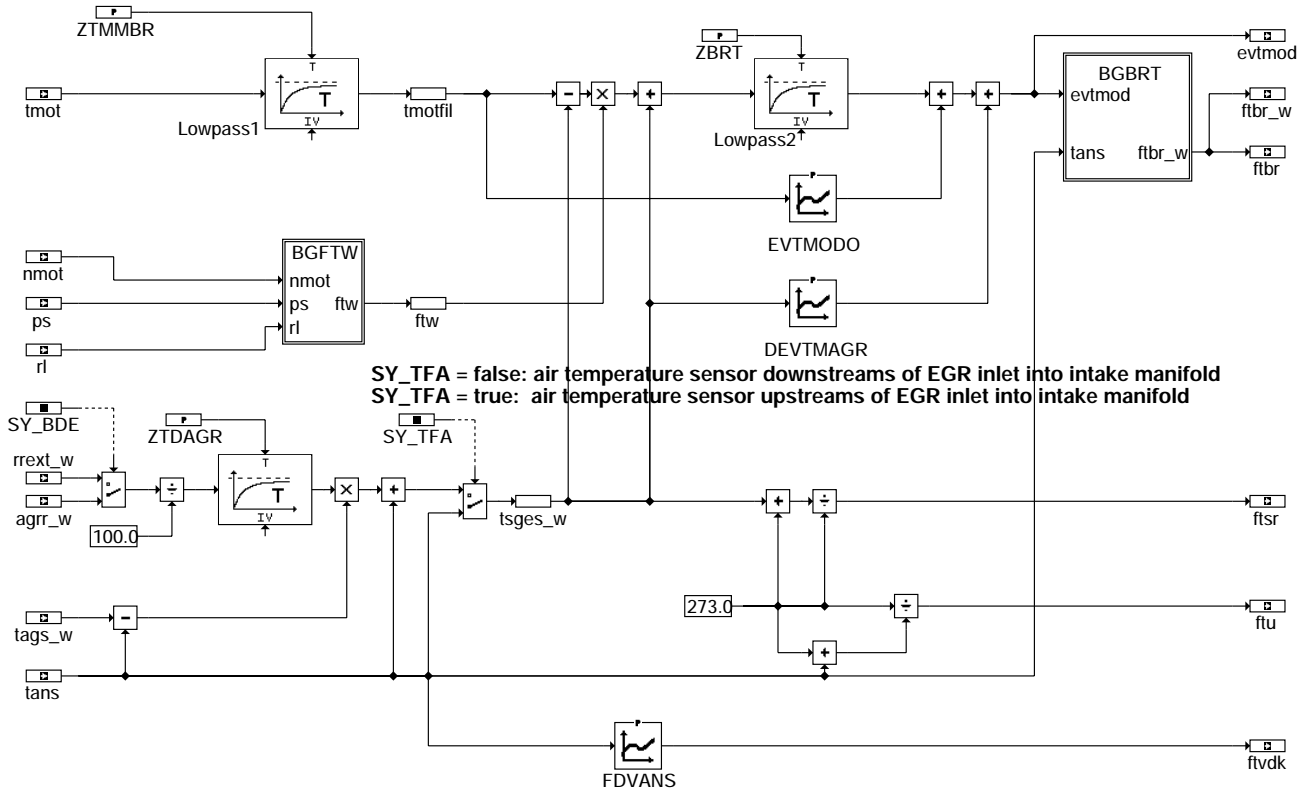 ZTMMBR
P
T
T
IV
tmot
Lowpass1
tmotfil
ZBRT
P
T
T
IV
Lowpass2
evtmod
BGBRT
evtmod
tans
ftbr_w
ftbr_w
ftbr
P
EVTMODO
P
DEVTMAGR
nmot
ps
rl
BGFTW
nmot
ps
rl
ftw
ftw
SY_TFA = false: air temperature sensor downstreams of EGR inlet into intake manifold
SY_TFA = true: air temperature sensor upstreams of EGR inlet into intake manifold
SY_BDE
ZTDAGR
P
SY_TFA
rrext_w
agrr_w
100.0
T
T
IV
tsges_w
ftsr
273.0
ftu
tags_w
tans
P
FDVANS
ftvdk